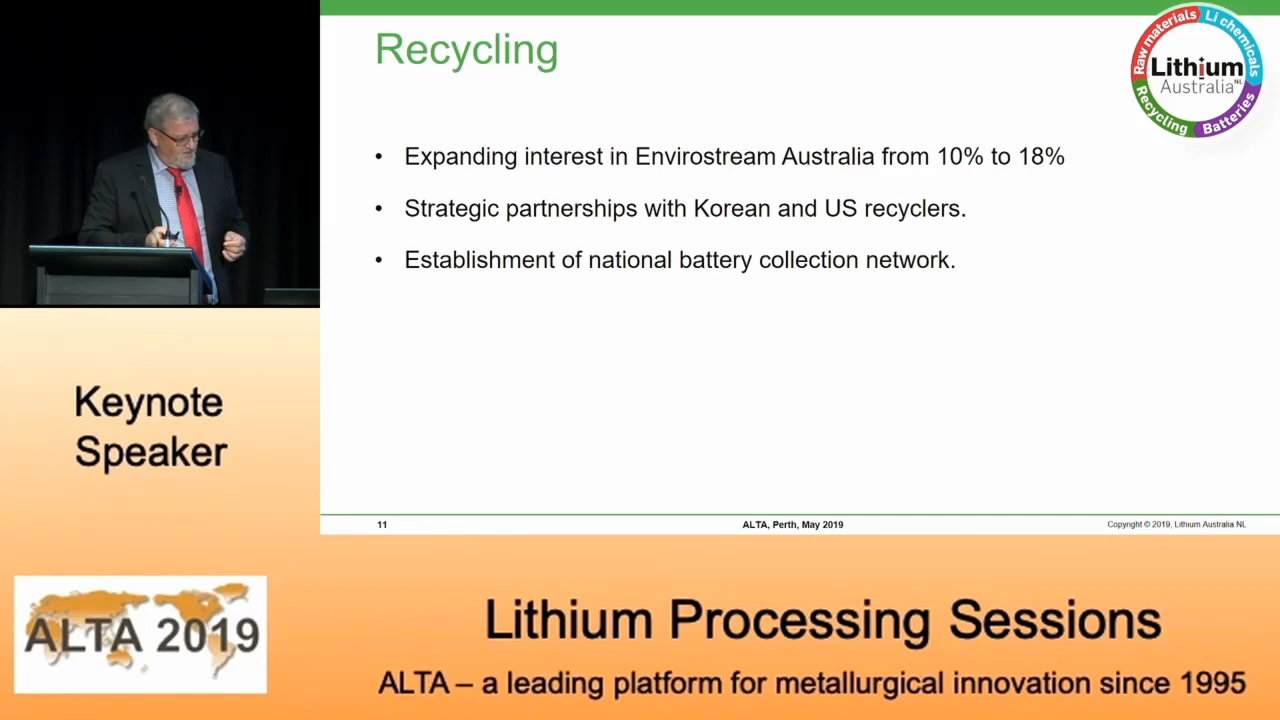 Recycling
Raw materials
Li chemicals
Lithium
Australia NL
Recycling
Batteries
• Expanding interest in Envirostream Australia from 10% to 18%
• Strategic partnerships with Korean and US recyclers.
• Establishment of national battery collection network.
11
ALTA, Perth, May 2019
Copyright © 2019, Lithium Australia NL
Keynote
Speaker
ALTA 2019
Lithium Processing Sessions
ALTA – a leading platform for metallurgical innovation since 1995